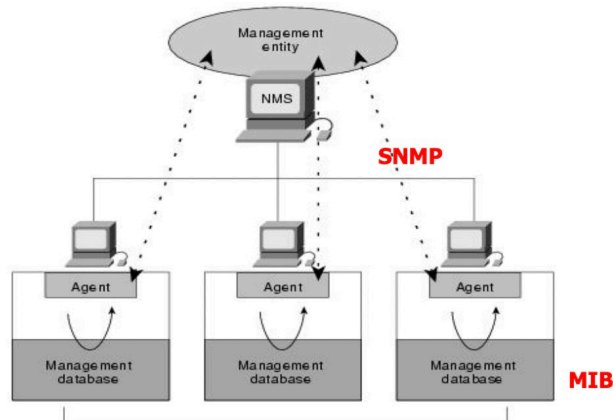 Management
entity
NMS
SNMP
Agent
Agent
Agent
Management
database
Management
database
Management
database
MIB